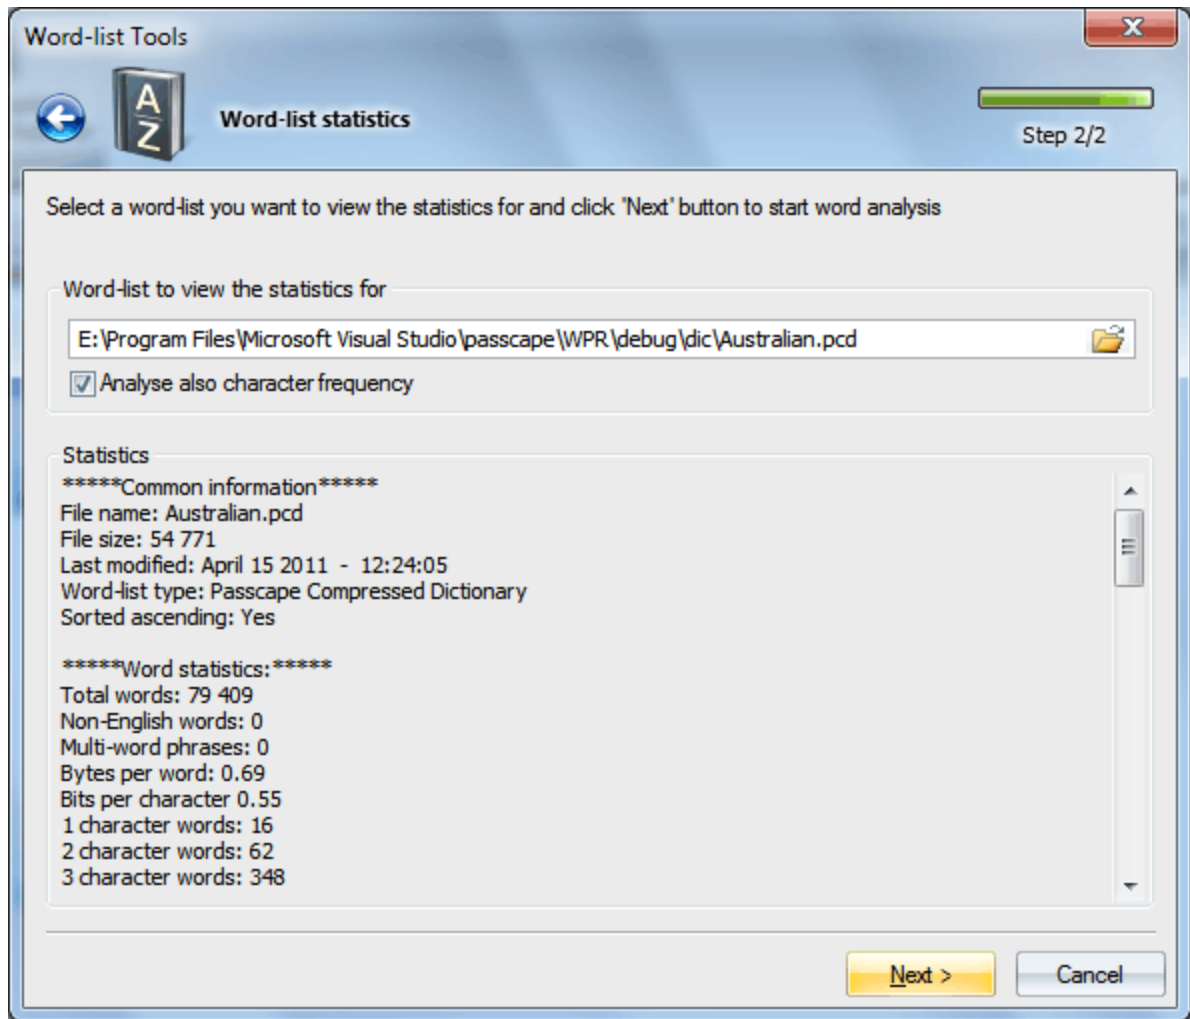 Word-list Tools
X
A
Z
Word-list statistics
Step 2/2
Select a word-list you want to view the statistics for and click 'Next' button to start word analysis
Word-list to view the statistics for
E:\Program Files\Microsoft Visual Studio\passcape\WPR\debug\dic\Australian.pcd
Analyse also character frequency
Statistics
*****Common information*****
File name: Australian.pcd
File size: 54 771
Last modified: April 15 2011  -  12:24:05
Word-list type: Passcape Compressed Dictionary
Sorted ascending: Yes
*****Word statistics:*****
Total words: 79 409
Non-English words: 0
Multi-word phrases: 0
Bytes per word: 0.69
Bits per character 0.55
1 character words: 16
2 character words: 62
3 character words: 348
Next >
Cancel